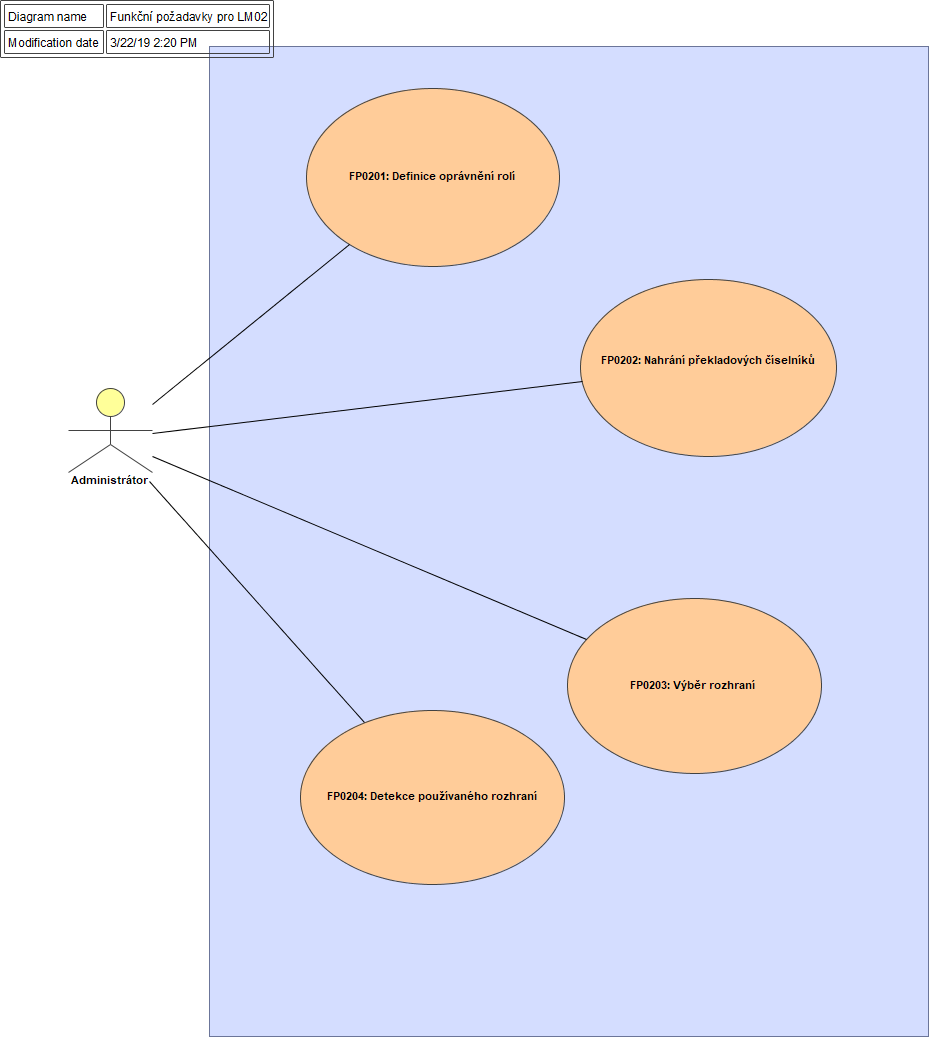 Diagram name Funkční požadavky pro LM02
Modification date 3/22/19 2:20 PM
FP0201: Definice oprávnění rolí
FP0202: Nahrání překladových číselníků
Administrátor
FP0203: Výběr rozhraní
FP0204: Detekce používaného rozhraní